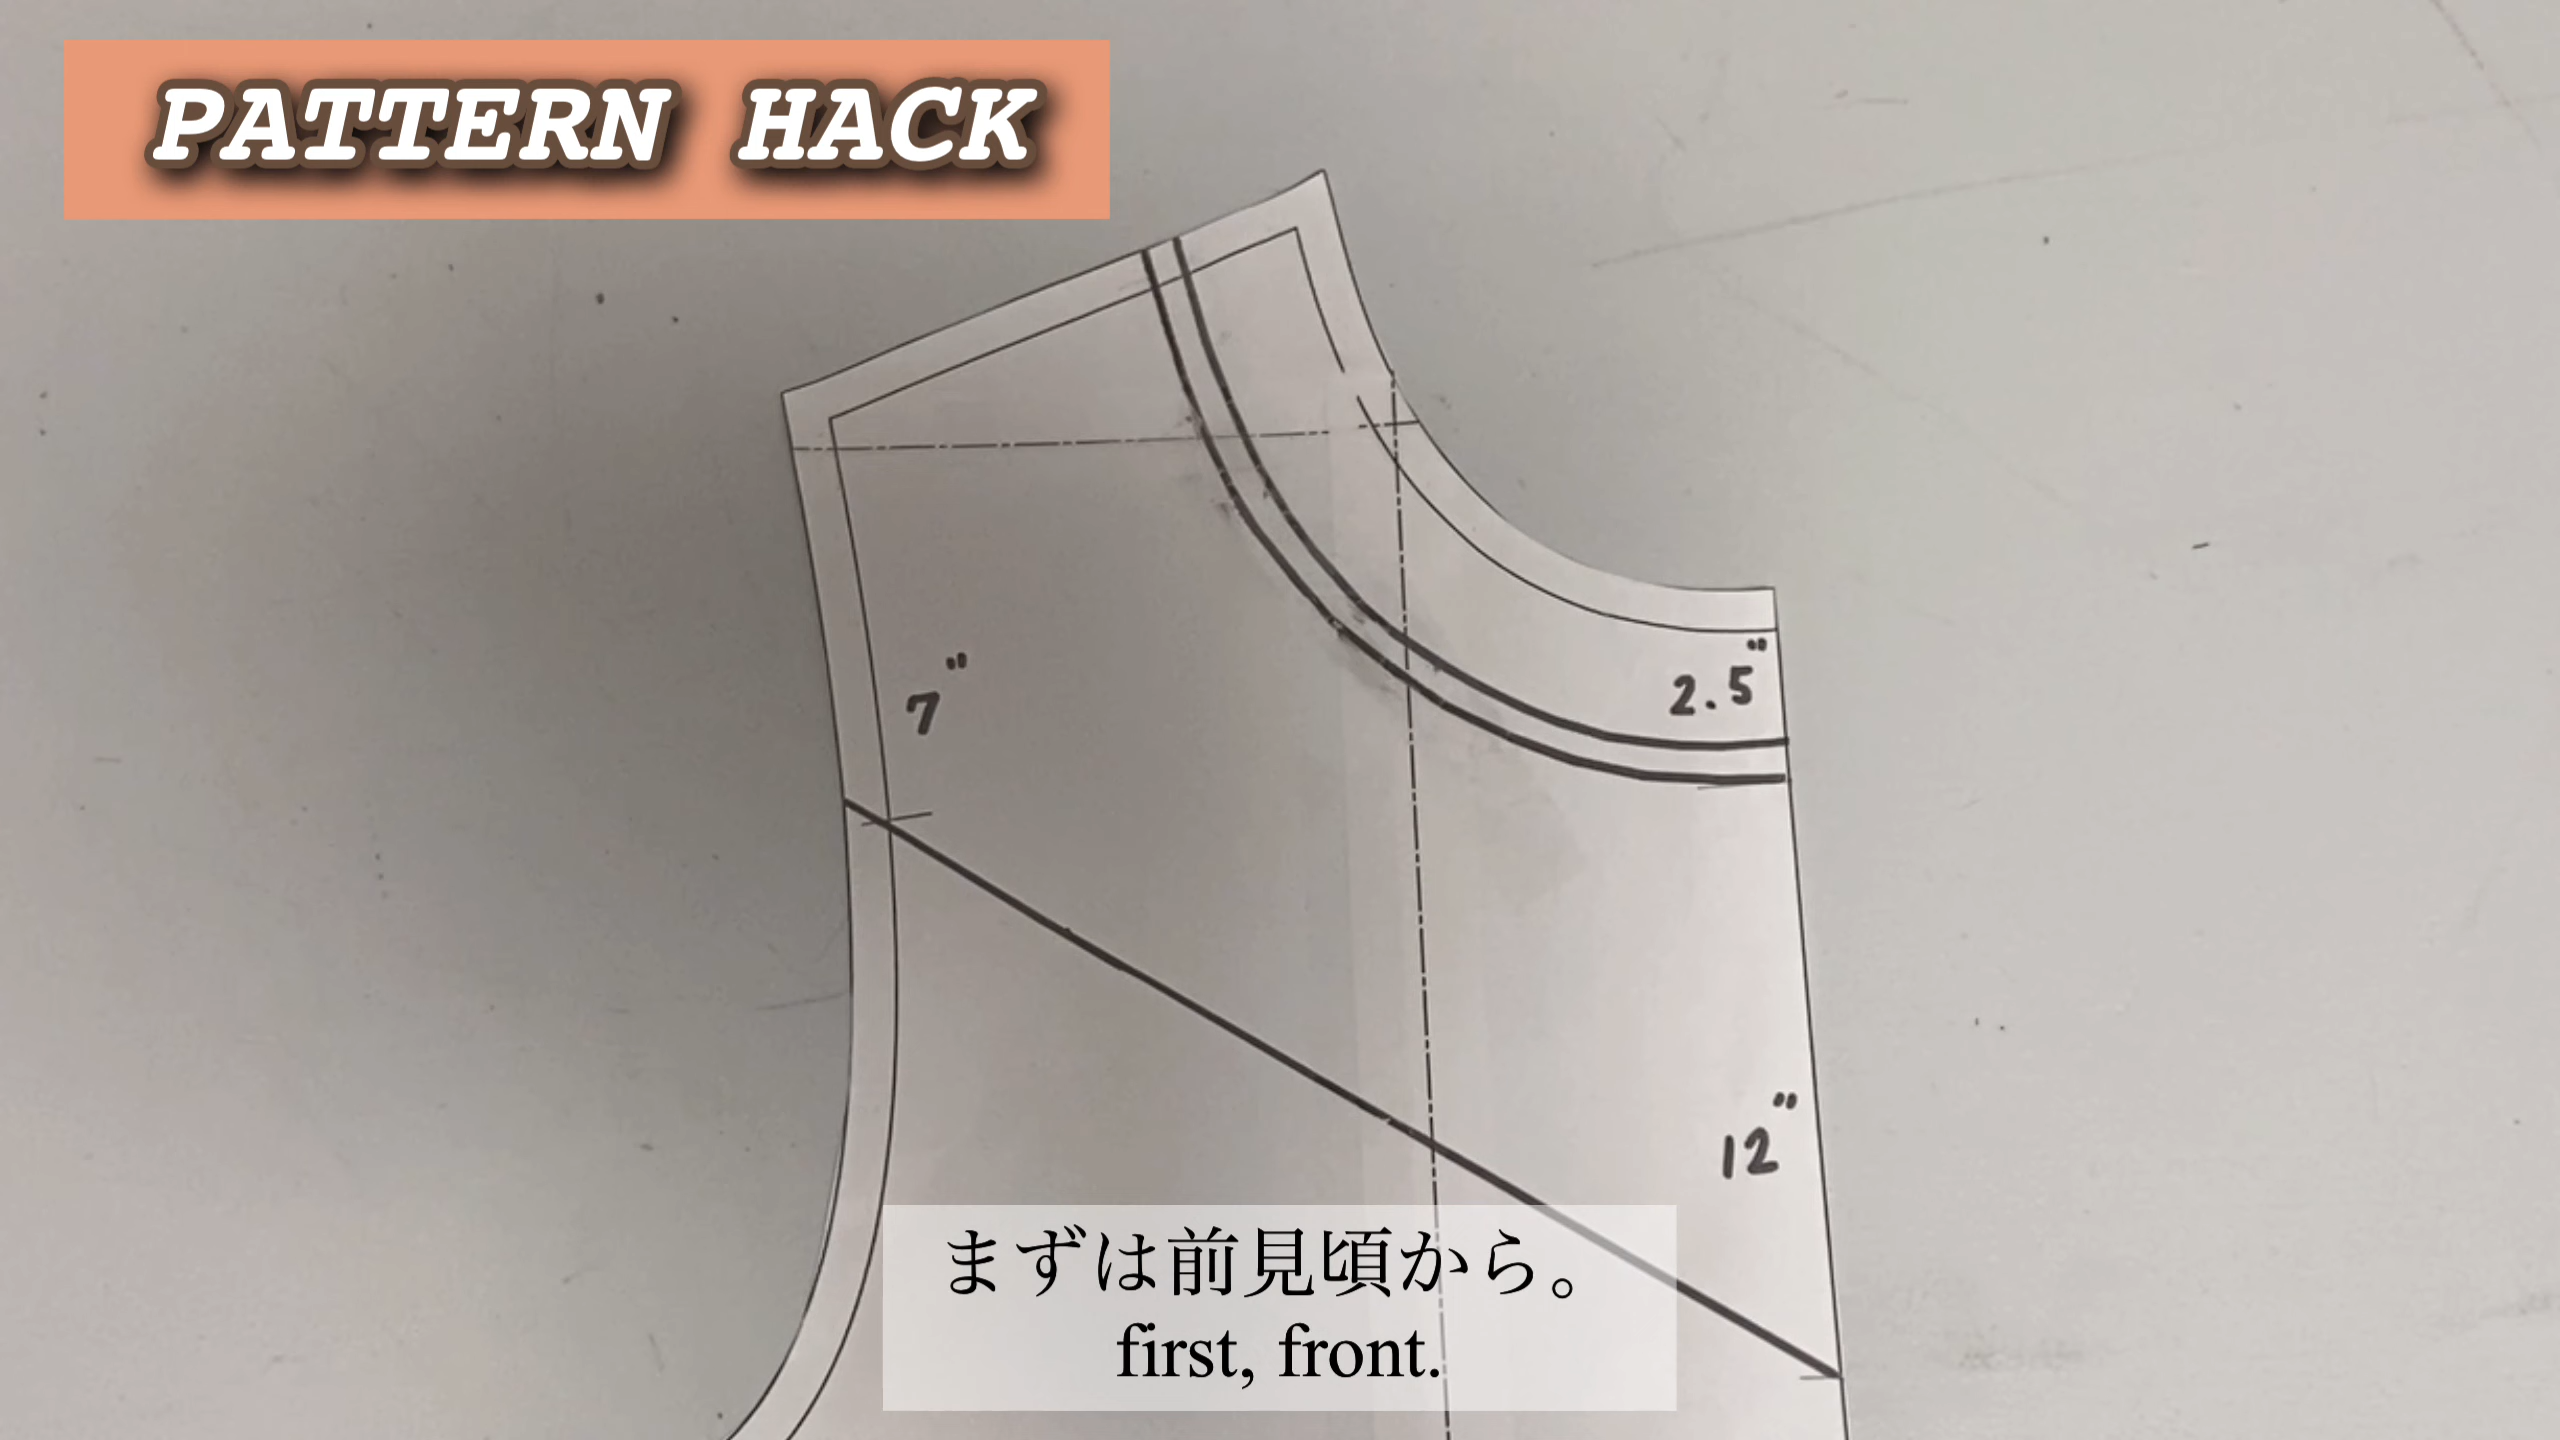 PATTERN HACK
7"
2.5"
12"
まずは前見頃から。
first, front.